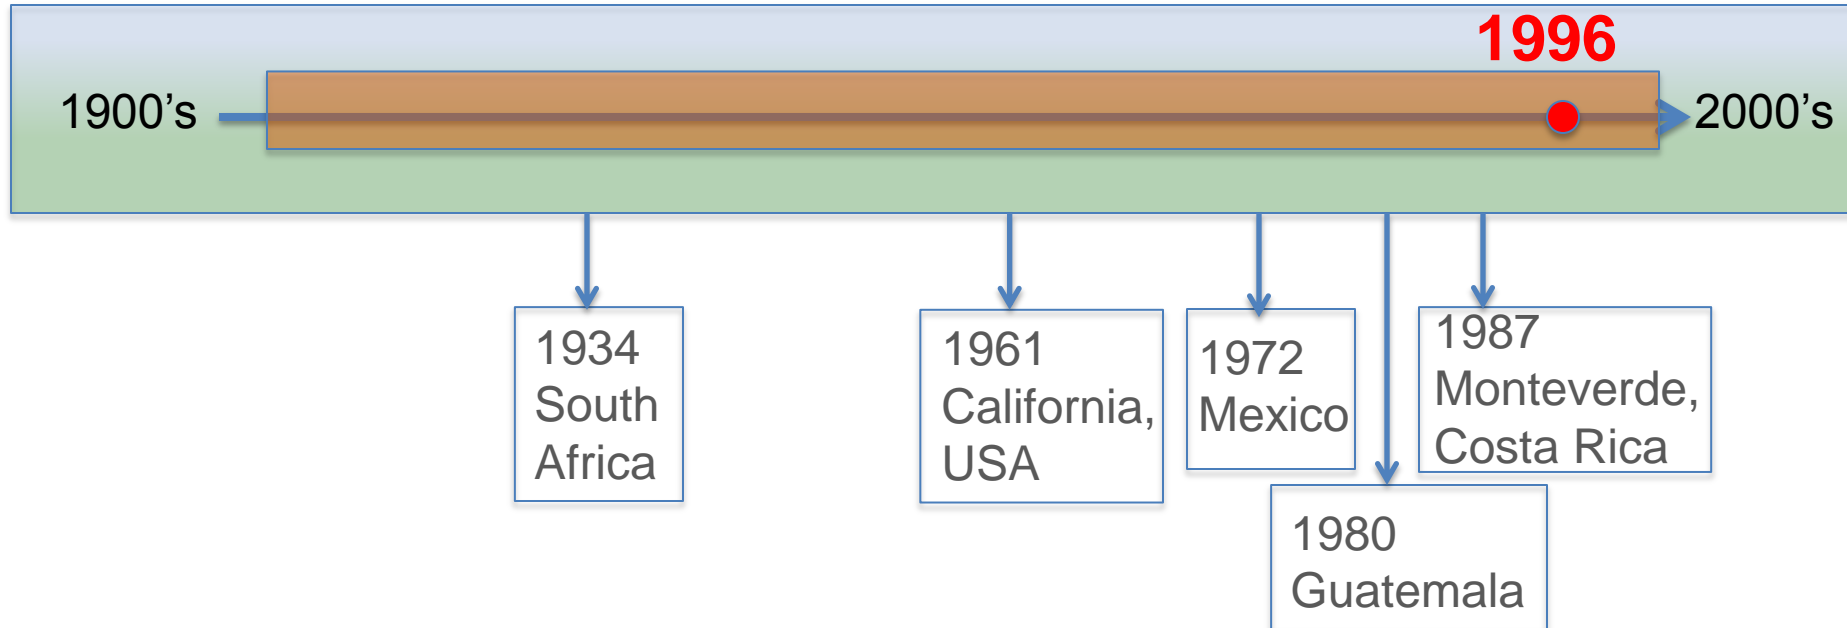 1996
1900’s
2000’s
1934
South
Africa
1961
California,
USA
1972
Mexico
1980
Guatemala
1987
Monteverde,
Costa Rica